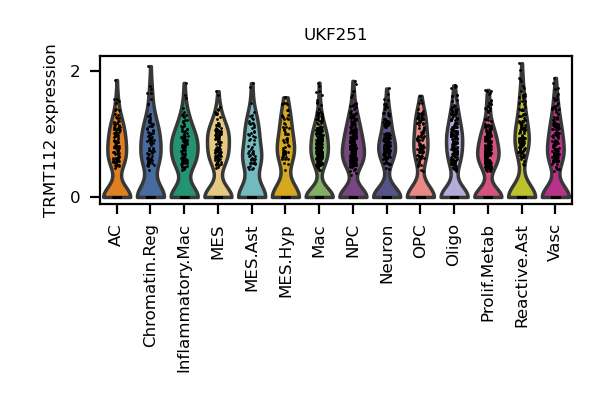 UKF251
TRMT112 expression
2
0
AC
Chromatin.Reg
Inflammatory.Mac
MES
MES.Ast
MES.Hyp
Mac
NPC
Neuron
OPC
Oligo
Prolif.Metab
Reactive.Ast
Vasc